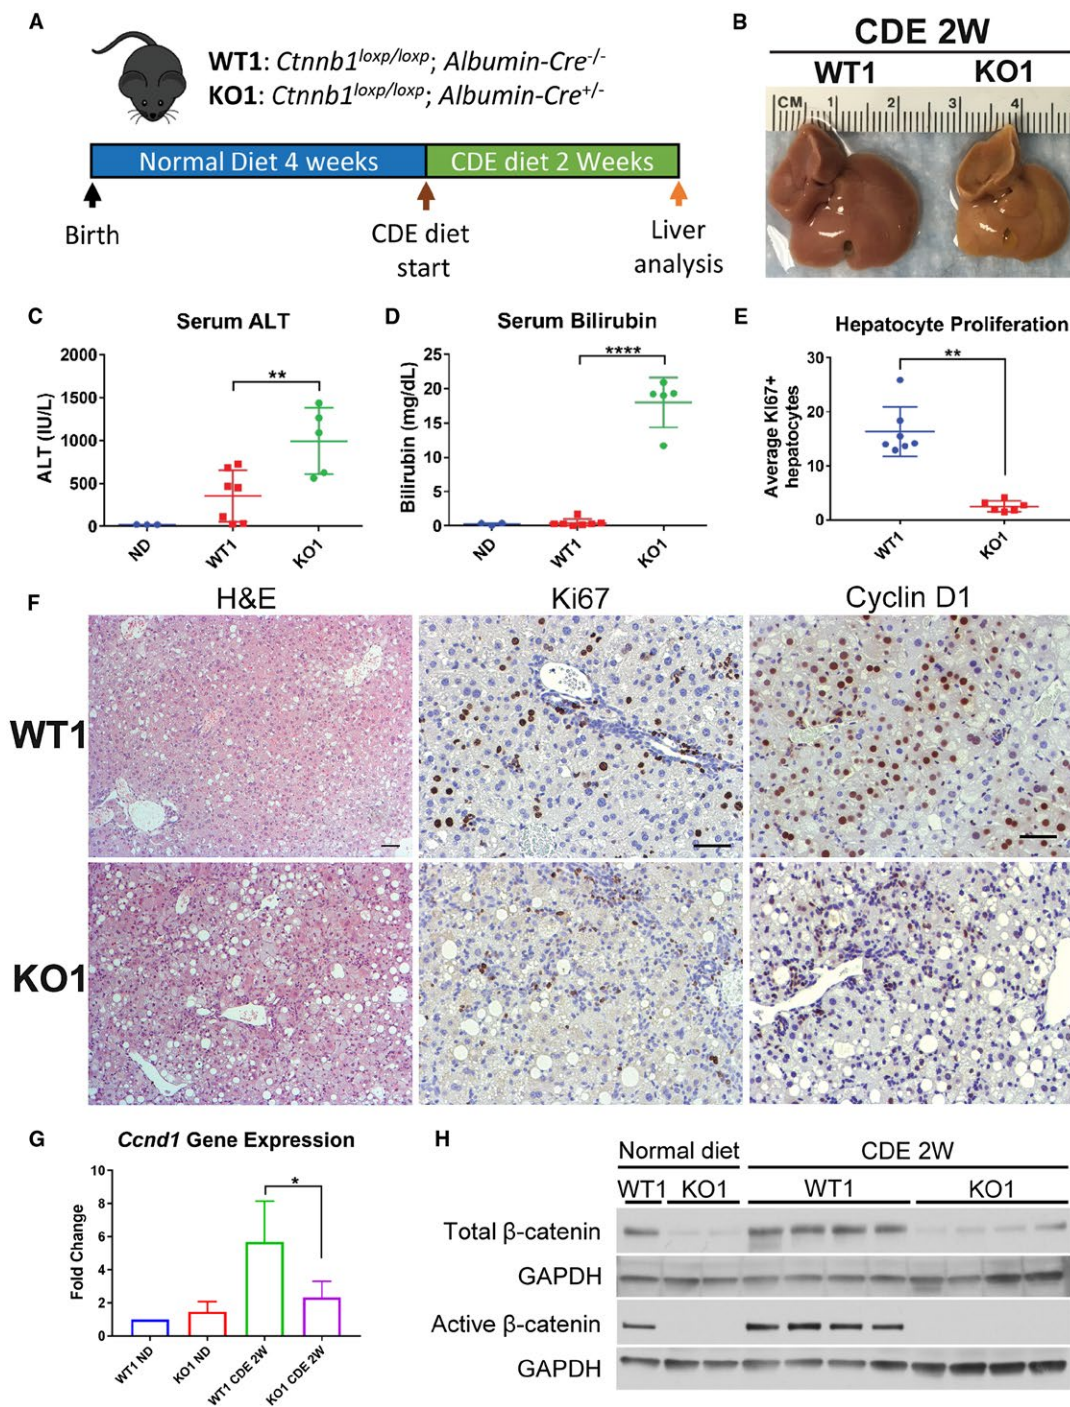 A
WT1: Ctnnb1loxp/loxp; Albumin-Cre-/-
KO1: Ctnnb1loxp/loxp; Albumin-Cre+/-
Normal Diet 4 weeks
CDE diet 2 Weeks
Birth
CDE diet
start
Liver
analysis
B
CDE 2W
WT1 KO1
CM 1 2 3 4
C
Serum ALT
ALT (IU/L)
2000
1500
1000
500
0
**
ND WT1 KO1
D
Serum Bilirubin
Bilirubin (mg/dL)
25
20
15
10
5
0
****
ND WT1 KO1
E
Hepatocyte Proliferation
Average KI67+
hepatocytes
30
20
10
0
**
WT1 KO1
F
H&E Ki67 Cyclin D1
WT1
KO1
G
Ccnd1 Gene Expression
Fold Change
10
8
6
4
2
0
*
WT1 ND KO1 ND WT1 CDE 2W KO1 CDE 2W
H
Normal diet CDE 2W
WT1 KO1 WT1 KO1
Total β-catenin
GAPDH
Active β-catenin
GAPDH